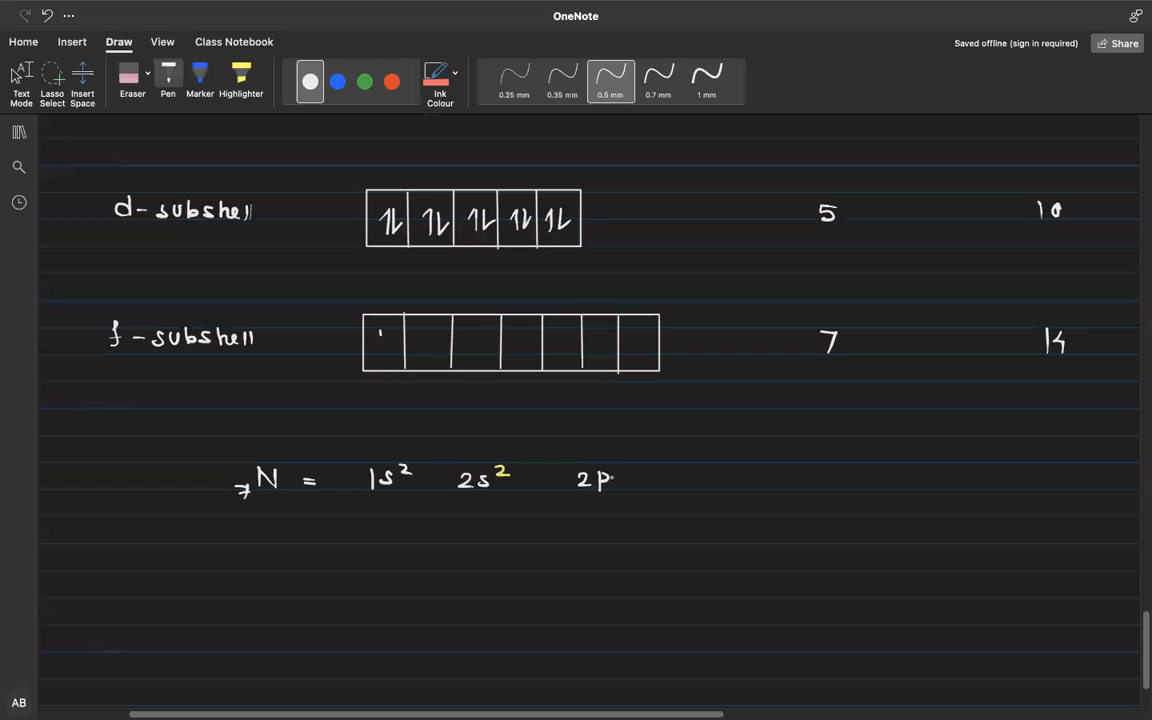 OneNote
Home Insert Draw View Class Notebook
Saved offline (sign in required) Share
Text Mode Lasso Select Insert Space Eraser Pen Marker Highlighter Ink Colour 0.25 mm 0.35 mm 0.5 mm 0.7 mm 1 mm
d - subshell ↿⇂ ↿⇂ ↿⇂ ↿⇂ ↿⇂ 5 10
f - subshell 7 14
₇N = 1s² 2s² 2p
AB